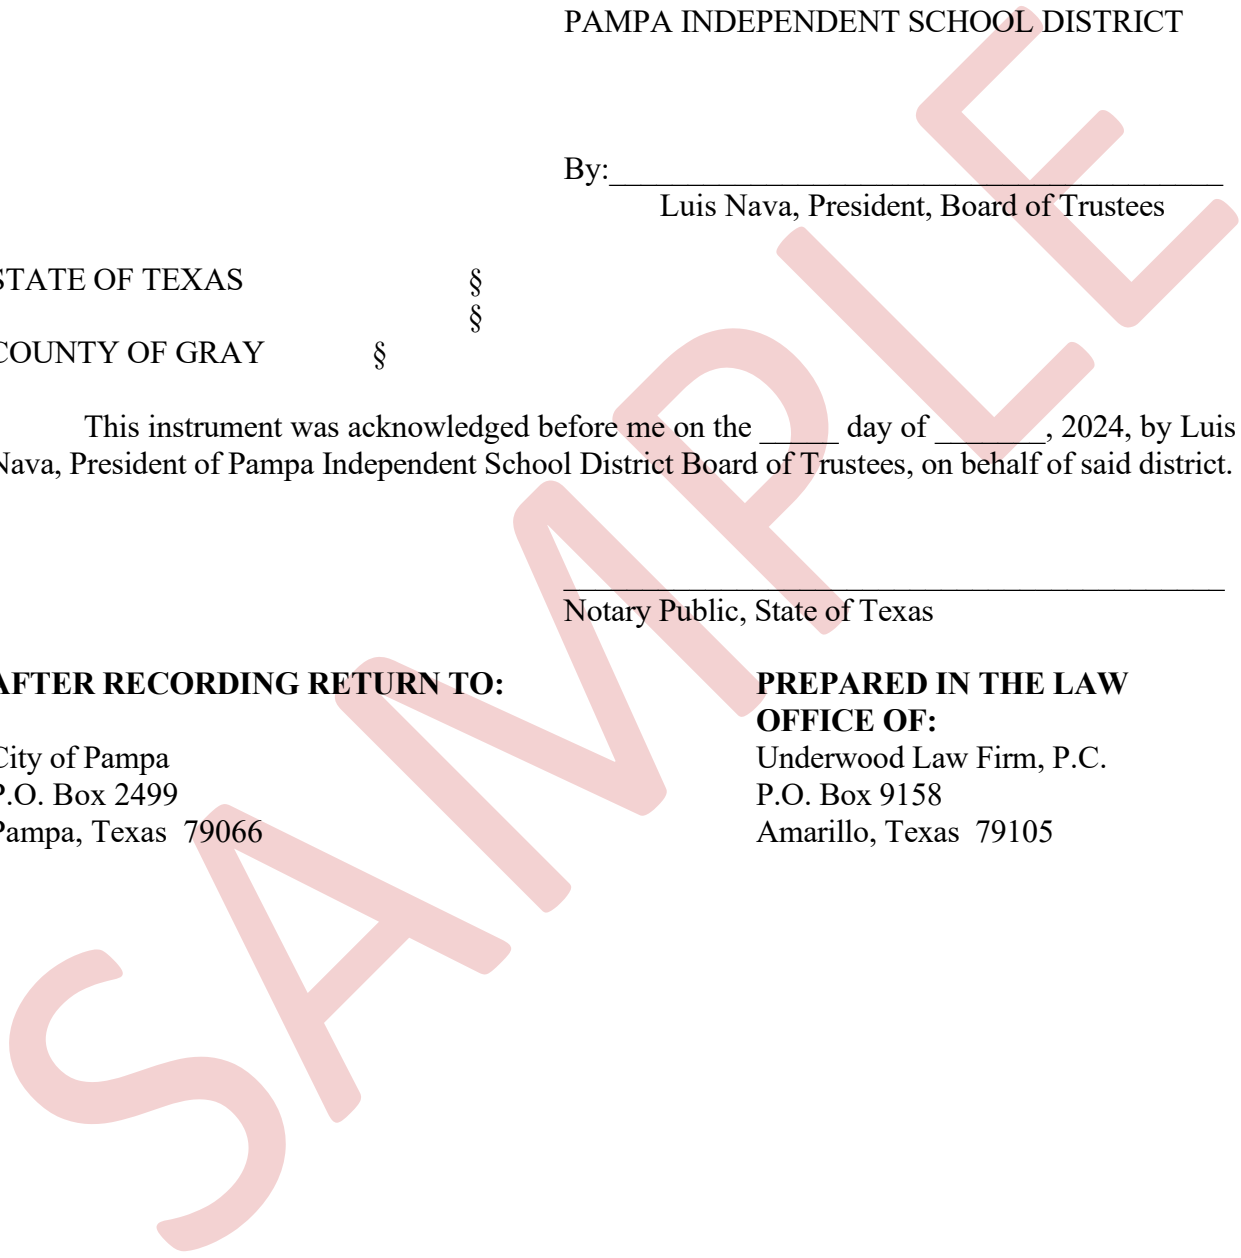 PAMPA INDEPENDENT SCHOOL DISTRICT
By:_______________________________________
Luis Nava, President, Board of Trustees
STATE OF TEXAS §
§
COUNTY OF GRAY §
This instrument was acknowledged before me on the _____ day of _______, 2024, by Luis
Nava, President of Pampa Independent School District Board of Trustees, on behalf of said district.
__________________________________________
Notary Public, State of Texas
AFTER RECORDING RETURN TO:
City of Pampa
P.O. Box 2499
Pampa, Texas 79066
PREPARED IN THE LAW
OFFICE OF:
Underwood Law Firm, P.C.
P.O. Box 9158
Amarillo, Texas 79105
SAMPLE